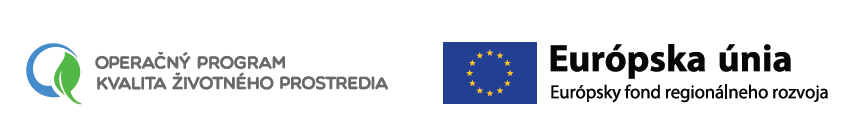 OPERAČNÝ PROGRAM
KVALITA ŽIVOTNÉHO PROSTREDIA
Európska únia
Európsky fond regionálneho rozvoja